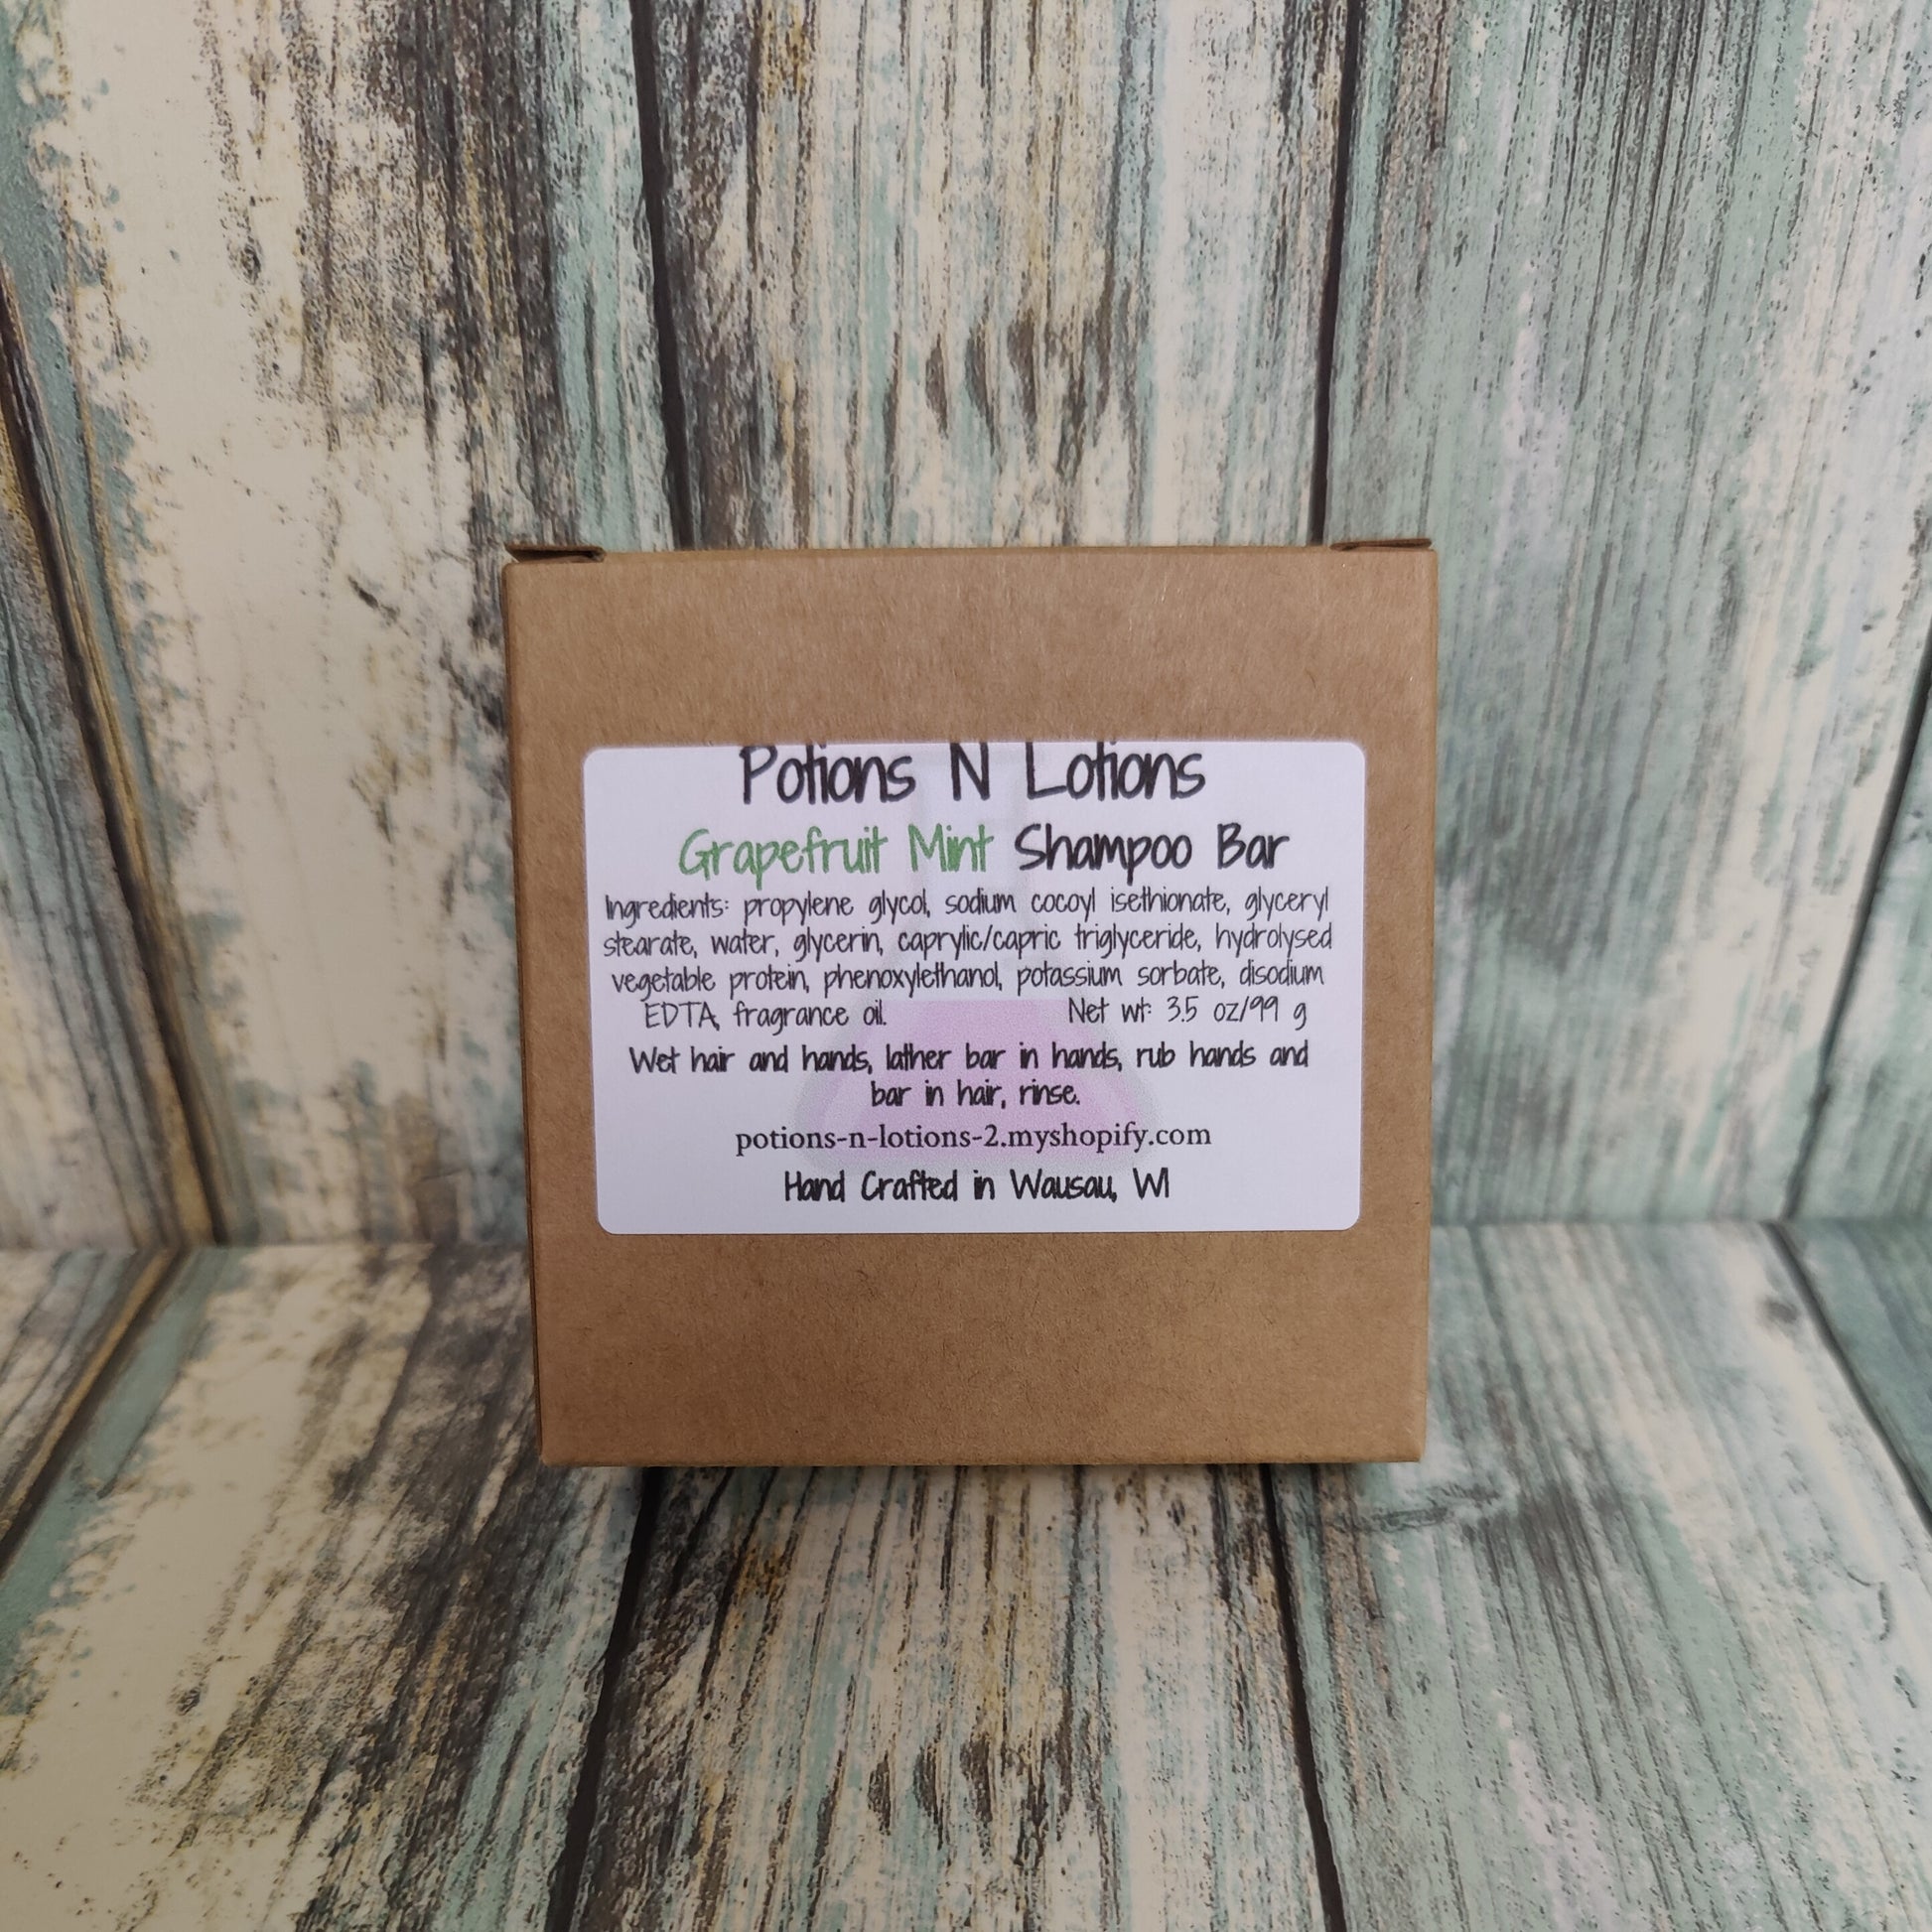 Potions N Lotions
Grapefruit Mint Shampoo Bar
Ingredients: propylene glycol, sodium cocoyl isethionate, glyceryl
stearate, water, glycerin, caprylic/capric triglyceride, hydrolysed
vegetable protein, phenoxylethanol, potassium sorbate, disodium
EDTA, fragrance oil. Net wt: 3.5 oz/99 g
Wet hair and hands, lather bar in hands, rub hands and
bar in hair, rinse.
potions-n-lotions-2.myshopify.com
Hand Crafted in Wausau, WI